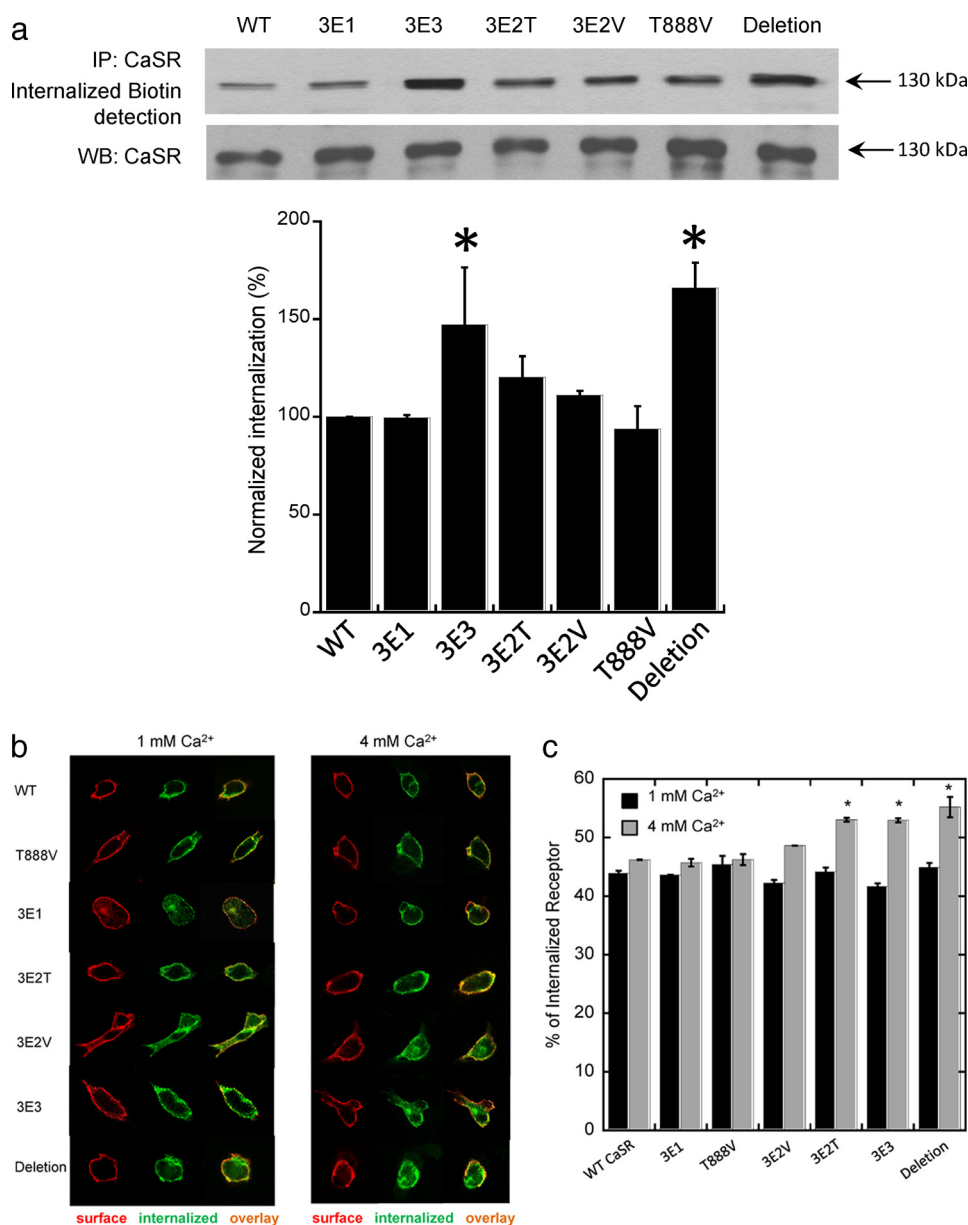 a
WT 3E1 3E3 3E2T 3E2V T888V Deletion
IP: CaSR
Internalized Biotin
detection
130 kDa
WB: CaSR
130 kDa
200
150
100
50
0
Normalized internalization (%)
* *
WT 3E1 3E3 3E2T 3E2V T888V Deletion
b
1 mM Ca²⁺ 4 mM Ca²⁺
WT
T888V
3E1
3E2T
3E2V
3E3
Deletion
surface internalized overlay surface internalized overlay
c
60
50
40
30
20
10
0
% of Internalized Receptor
1 mM Ca²⁺
4 mM Ca²⁺
* * *
WT CaSR 3E1 T888V 3E2V 3E2T 3E3 Deletion